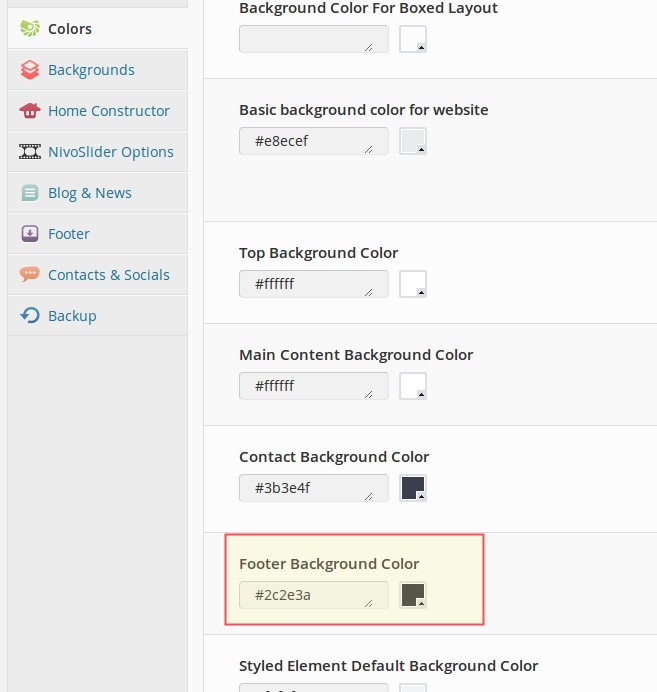 Colors
Backgrounds
Home Constructor
NivoSlider Options
Blog & News
Footer
Contacts & Socials
Backup
Background Color For Boxed Layout
Basic background color for website
#e8ecef
Top Background Color
#ffffff
Main Content Background Color
#ffffff
Contact Background Color
#3b3e4f
Footer Background Color
#2c2e3a
Styled Element Default Background Color